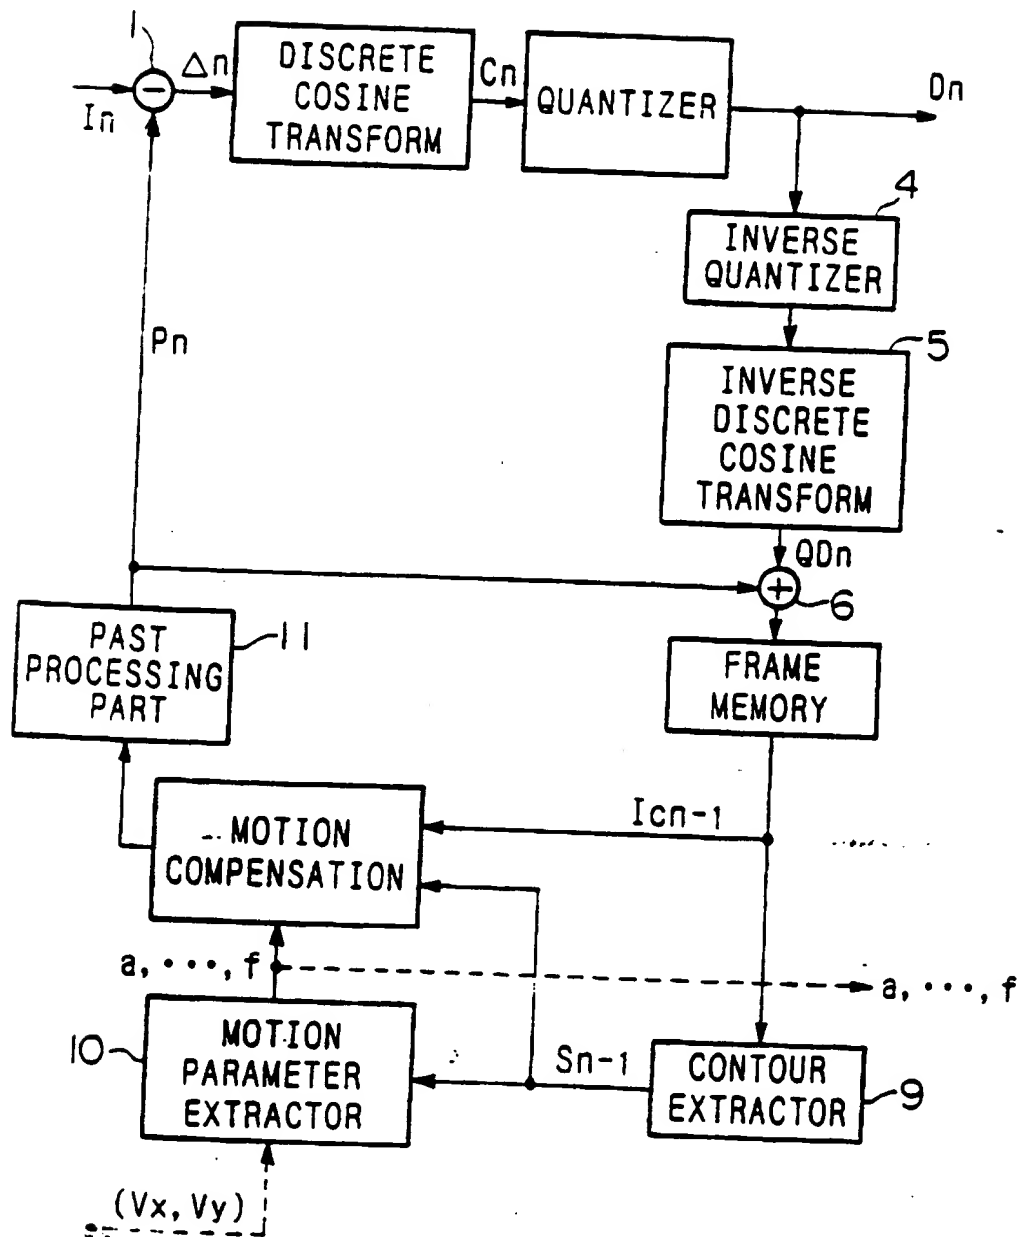 1
In
Δn
DISCRETE
COSINE
TRANSFORM
Cn
QUANTIZER
Dn
4
INVERSE
QUANTIZER
5
INVERSE
DISCRETE
COSINE
TRANSFORM
Pn
QDn
6
PAST
PROCESSING
PART
11
FRAME
MEMORY
MOTION
COMPENSATION
Icn-1
a, ···, f
a, ···, f
10
MOTION
PARAMETER
EXTRACTOR
Sn-1
CONTOUR
EXTRACTOR
9
(Vx, Vy)